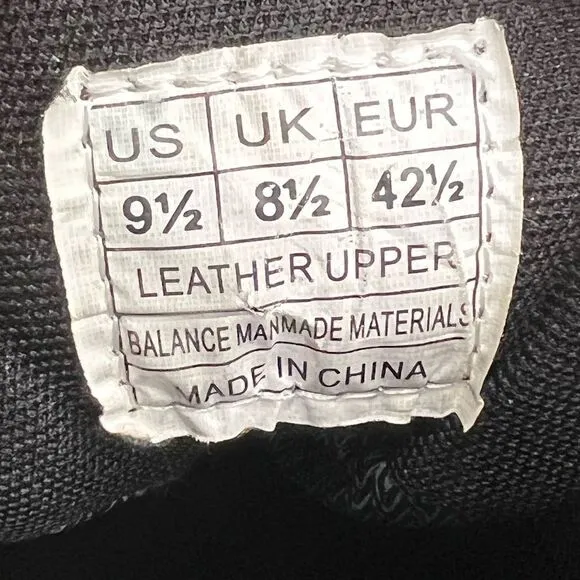 US UK EUR
9½ 8½ 42½
LEATHER UPPER
BALANCE MANMADE MATERIALS
MADE IN CHINA